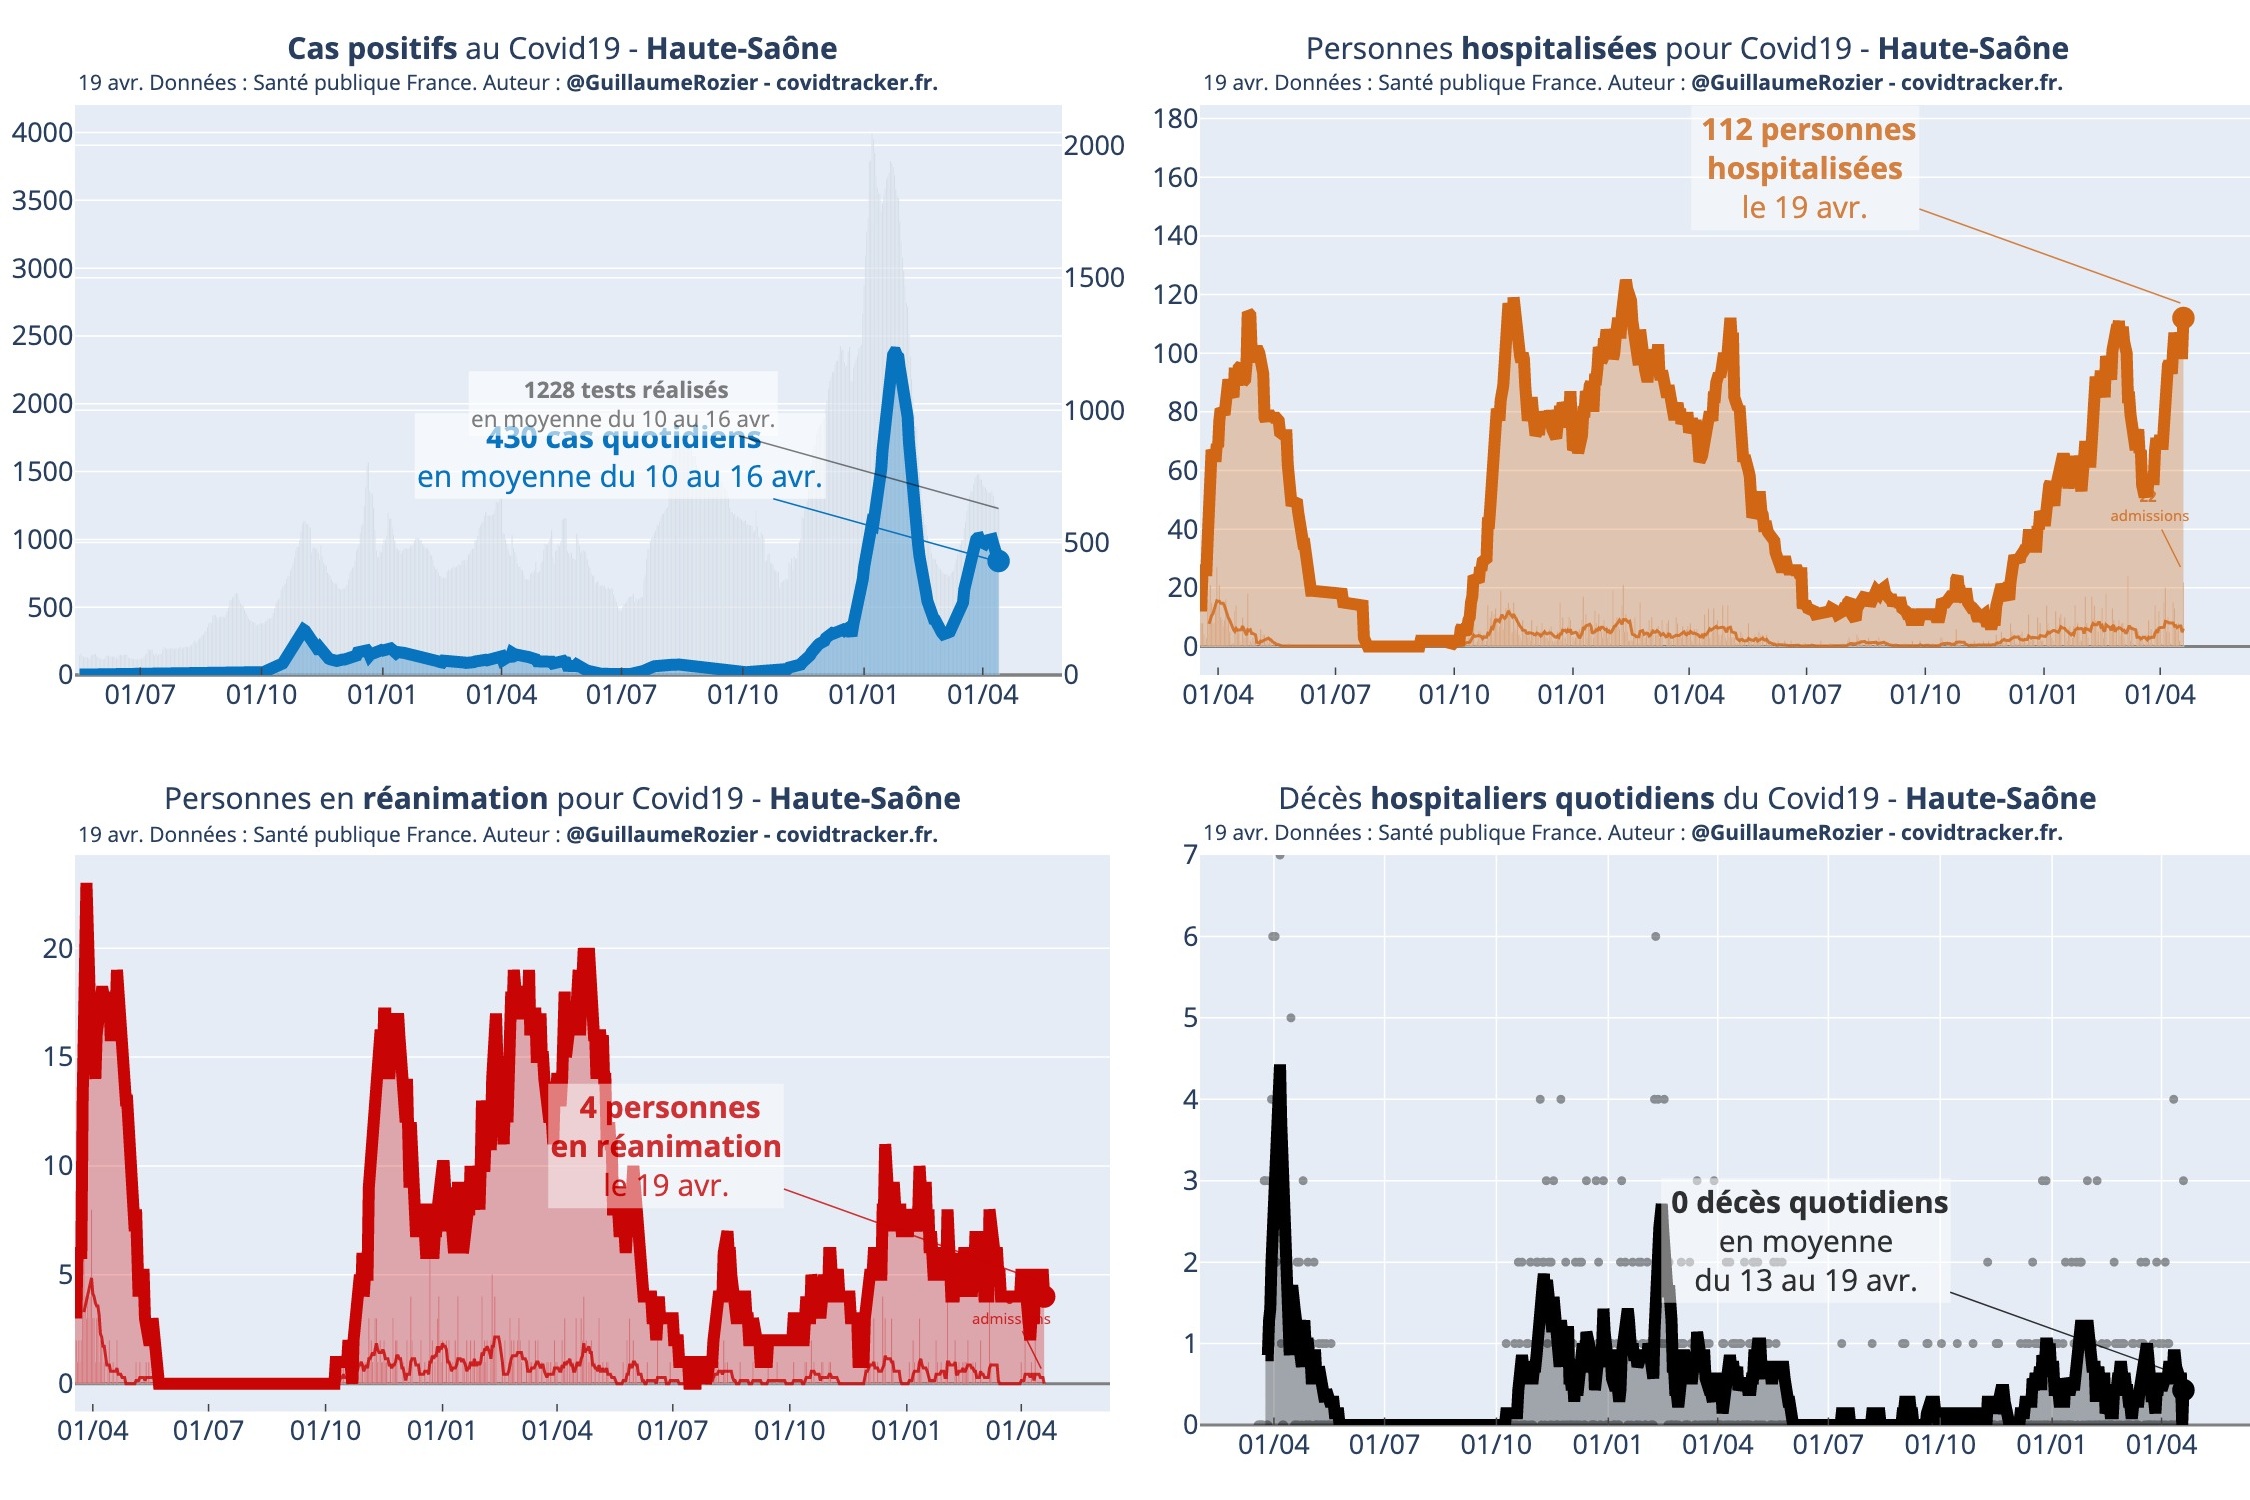 Cas positifs au Covid19 - Haute-Saône
19 avr. Données : Santé publique France. Auteur : @GuillaumeRozier - covidtracker.fr.
4000
3500
3000
2500
2000
1500
1000
500
0
2000
1500
1000
500
0
1228 tests réalisés
en moyenne du 10 au 16 avr.
430 cas quotidiens
en moyenne du 10 au 16 avr.
01/07 01/10 01/01 01/04 01/07 01/10 01/01 01/04
Personnes hospitalisées pour Covid19 - Haute-Saône
19 avr. Données : Santé publique France. Auteur : @GuillaumeRozier - covidtracker.fr.
180
160
140
120
100
80
60
40
20
0
112 personnes
hospitalisées
le 19 avr.
admissions
01/04 01/07 01/10 01/01 01/04 01/07 01/10 01/01 01/04
Personnes en réanimation pour Covid19 - Haute-Saône
19 avr. Données : Santé publique France. Auteur : @GuillaumeRozier - covidtracker.fr.
20
15
10
5
0
4 personnes
en réanimation
le 19 avr.
admissions
01/04 01/07 01/10 01/01 01/04 01/07 01/10 01/01 01/04
Décès hospitaliers quotidiens du Covid19 - Haute-Saône
19 avr. Données : Santé publique France. Auteur : @GuillaumeRozier - covidtracker.fr.
7
6
5
4
3
2
1
0
0 décès quotidiens
en moyenne
du 13 au 19 avr.
01/04 01/07 01/10 01/01 01/04 01/07 01/10 01/01 01/04